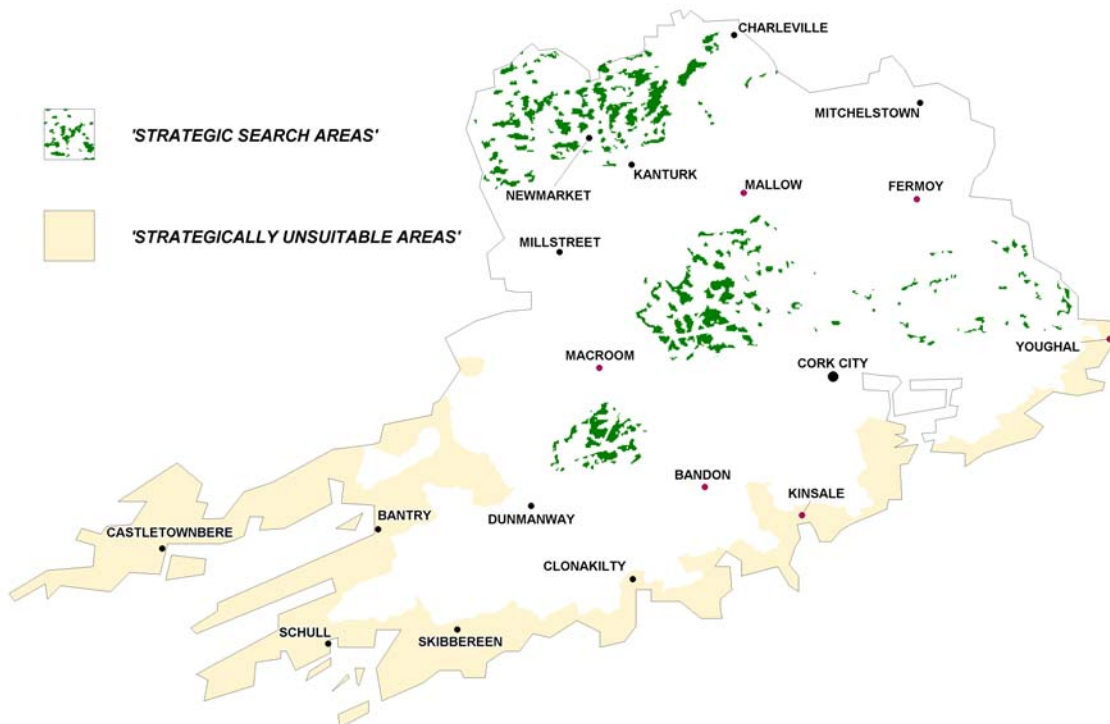 CHARLEVILLE
MITCHELSTOWN
'STRATEGIC SEARCH AREAS'
KANTURK
NEWMARKET
MALLOW
FERMOY
'STRATEGICALLY UNSUITABLE AREAS'
MILLSTREET
YOUGHAL
MACROOM
CORK CITY
BANDON
KINSALE
BANTRY
DUNMANWAY
CASTLETOWNBERE
CLONAKILTY
SCHULL
SKIBBEREEN